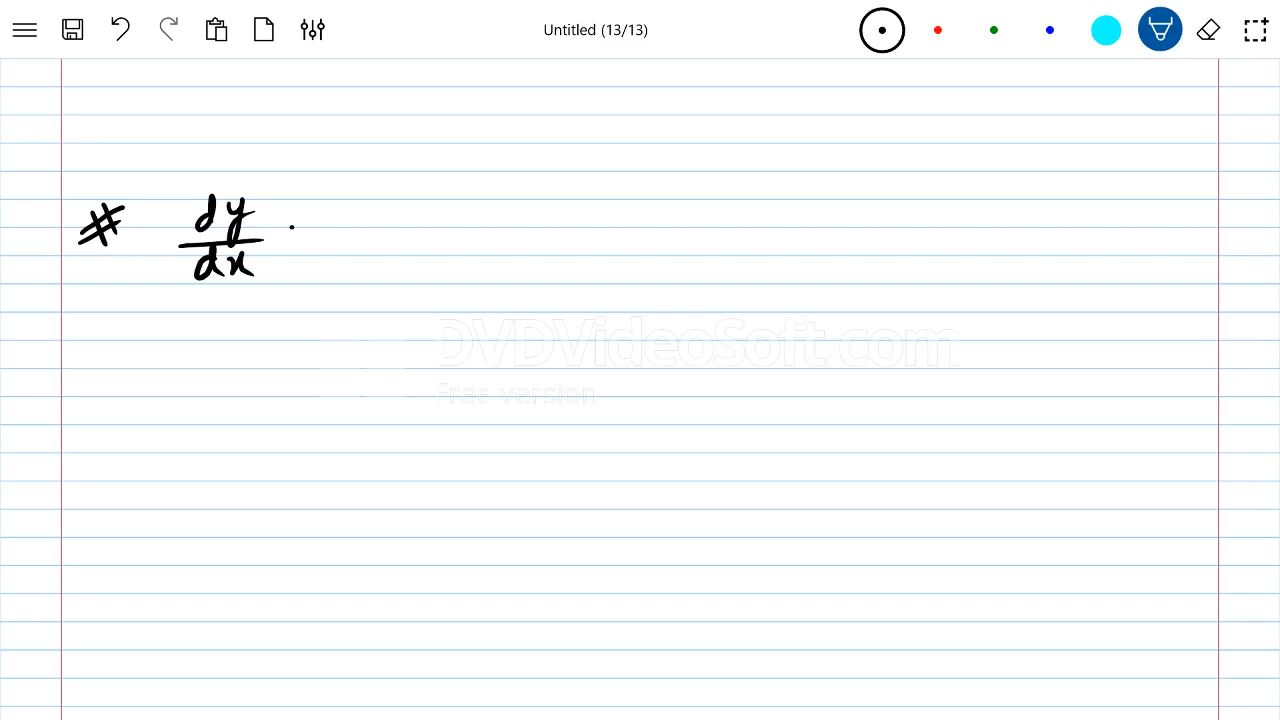 Untitled (13/13)
# dy/dx
DVDVideoSoft.com
Free version